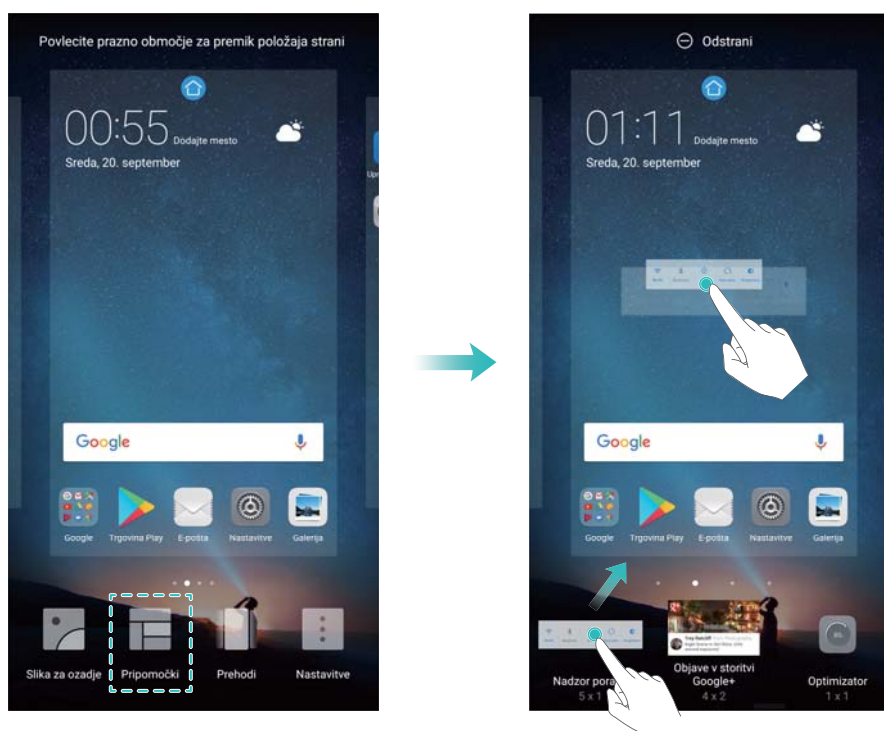 Povlecite prazno območje za premik položaja strani
00:55 Dodajte mesto
Sreda, 20. september
Google
Google
Trgovina Play
E-pošta
Nastavitve
Galerija
Slika za ozadje
Pripomočki
Prehodi
Nastavitve
Odstrani
01:11 Dodajte mesto
Sreda, 20. september
Google
Google
Trgovina Play
E-pošta
Nastavitve
Galerija
Nadzor
5 x 1
Objave v storitvi
Google+
4 x 2
Optimizator
1 x 1